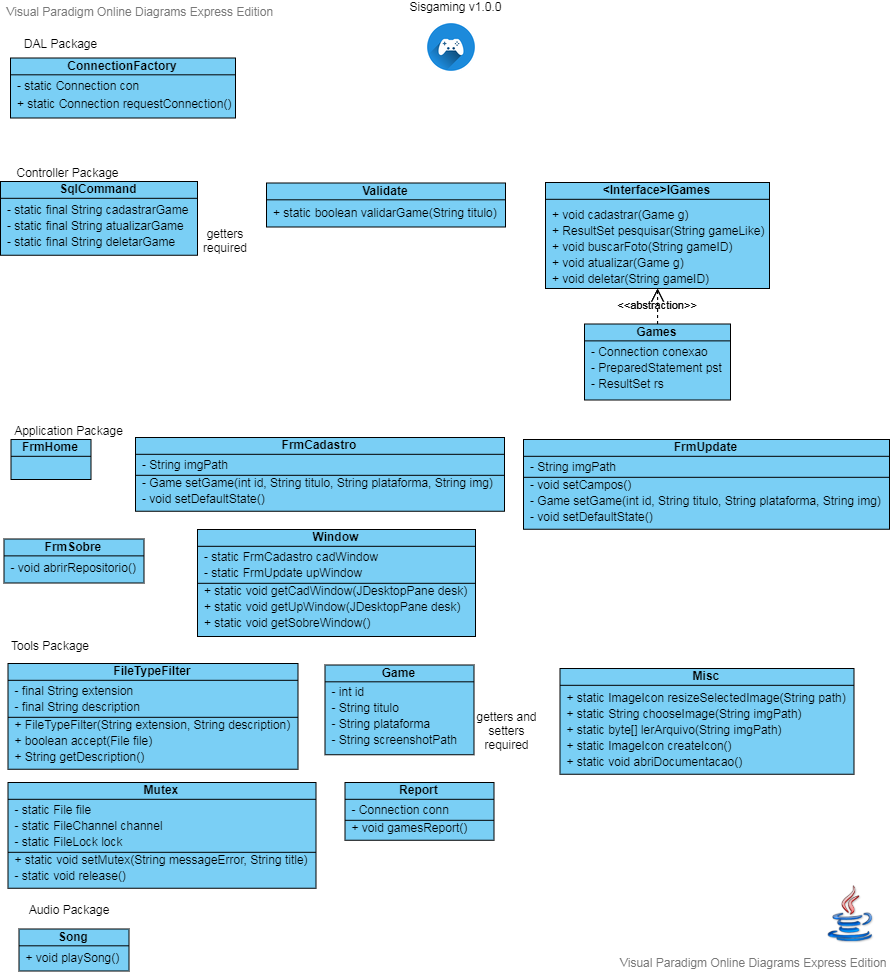 Visual Paradigm Online Diagrams Express Edition
Sisgaming v1.0.0
DAL Package
ConnectionFactory
- static Connection con
+ static Connection requestConnection()
Controller Package
SqlCommand
- static final String cadastrarGame
- static final String atualizarGame
- static final String deletarGame
getters
required
Validate
+ static boolean validarGame(String titulo)
<Interface>IGames
+ void cadastrar(Game g)
+ ResultSet pesquisar(String gameLike)
+ void buscarFoto(String gameID)
+ void atualizar(Game g)
+ void deletar(String gameID)
<<abstraction>>
Games
- Connection conexao
- PreparedStatement pst
- ResultSet rs
Application Package
FrmHome
FrmCadastro
- String imgPath
- Game setGame(int id, String titulo, String plataforma, String img)
- void setDefaultState()
FrmUpdate
- String imgPath
- void setCampos()
- Game setGame(int id, String titulo, String plataforma, String img)
- void setDefaultState()
FrmSobre
- void abrirRepositorio()
Window
- static FrmCadastro cadWindow
- static FrmUpdate upWindow
+ static void getCadWindow(JDesktopPane desk)
+ static void getUpWindow(JDesktopPane desk)
+ static void getSobreWindow()
Tools Package
FileTypeFilter
- final String extension
- final String description
+ FileTypeFilter(String extension, String description)
+ boolean accept(File file)
+ String getDescription()
Game
- int id
- String titulo
- String plataforma
- String screenshotPath
getters and
setters
required
Misc
+ static ImageIcon resizeSelectedImage(String path)
+ static String chooseImage(String imgPath)
+ static byte[] lerArquivo(String imgPath)
+ static ImageIcon createIcon()
+ static void abriDocumentacao()
Mutex
- static File file
- static FileChannel channel
- static FileLock lock
+ static void setMutex(String messageError, String title)
- static void release()
Report
- Connection conn
+ void gamesReport()
Audio Package
Song
+ void playSong()
Java
Visual Paradigm Online Diagrams Express Edition